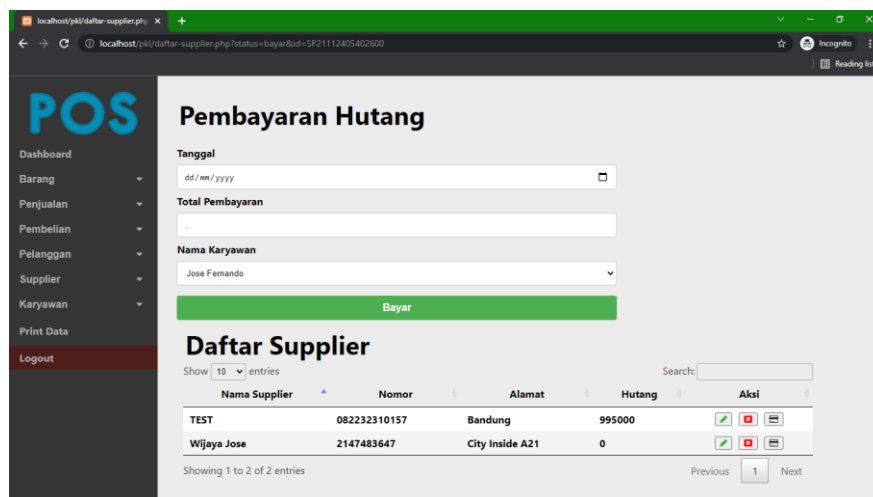 localhost/pkl/daftar-supplier.php
localhost/pkl/daftar-supplier.php?status=bayar&id=SP21112405402600
Incognito
Reading list
POS
Dashboard
Barang
Penjualan
Pembelian
Pelanggan
Supplier
Karyawan
Print Data
Logout
Pembayaran Hutang
Tanggal
dd/mm/yyyy
Total Pembayaran
...
Nama Karyawan
Jose Fernando
Bayar
Daftar Supplier
Show 10 entries Search:
Nama Supplier Nomor Alamat Hutang Aksi
TEST 082232310157 Bandung 995000
Wijaya Jose 2147483647 City Inside A21 0
Showing 1 to 2 of 2 entries Previous 1 Next